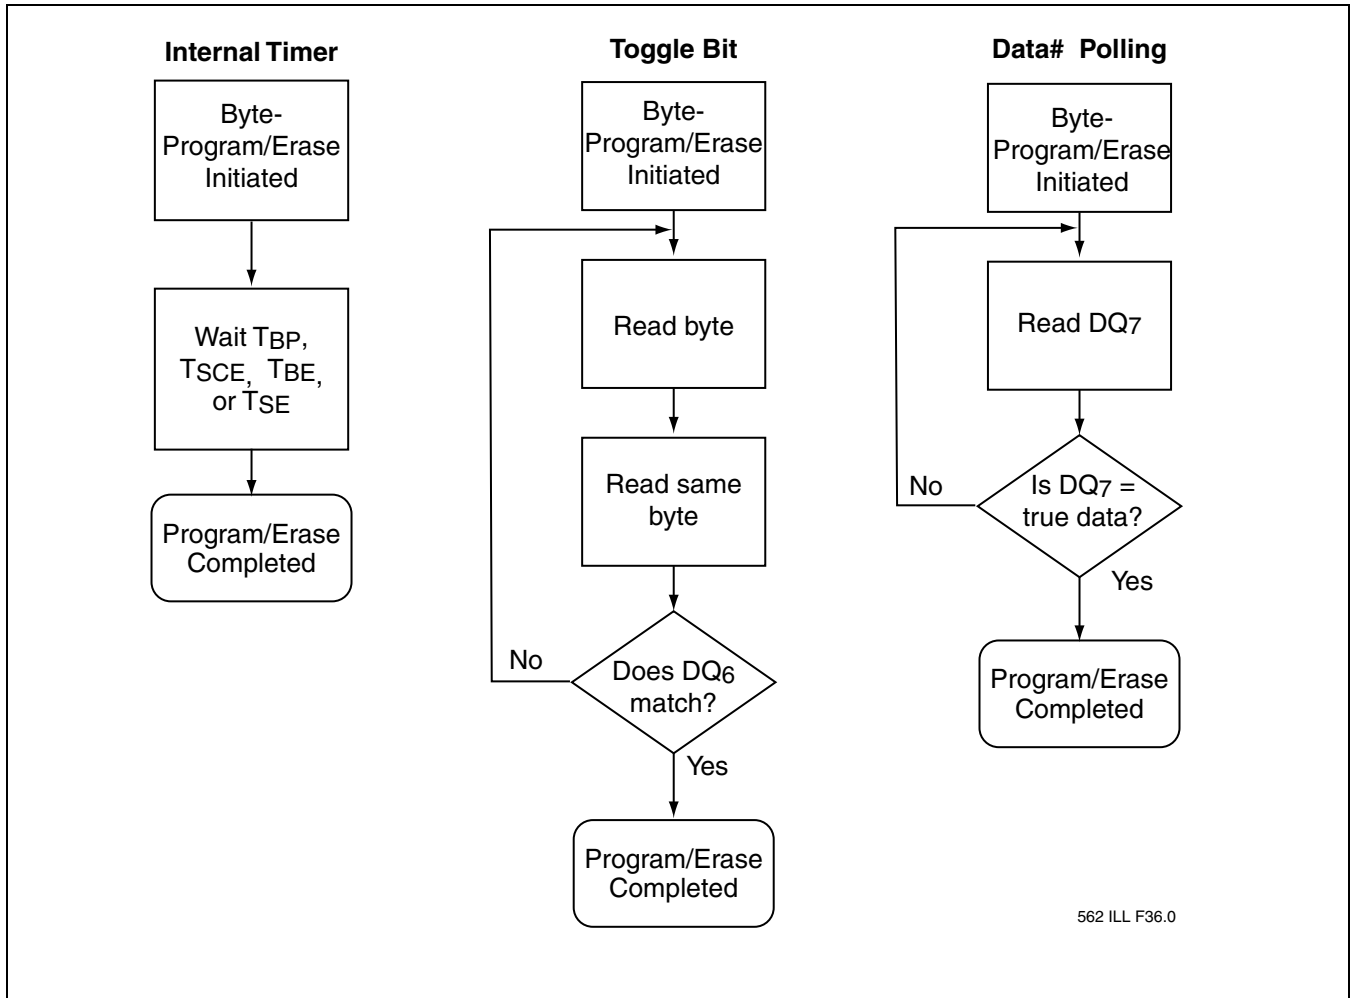 Internal Timer
Byte-
Program/Erase
Initiated
Wait TBP,
TSCE, TBE,
or TSE
Program/Erase
Completed
Toggle Bit
Byte-
Program/Erase
Initiated
Read byte
Read same
byte
No
Does DQ6
match?
Yes
Program/Erase
Completed
Data# Polling
Byte-
Program/Erase
Initiated
Read DQ7
No
Is DQ7 =
true data?
Yes
Program/Erase
Completed
562 ILL F36.0